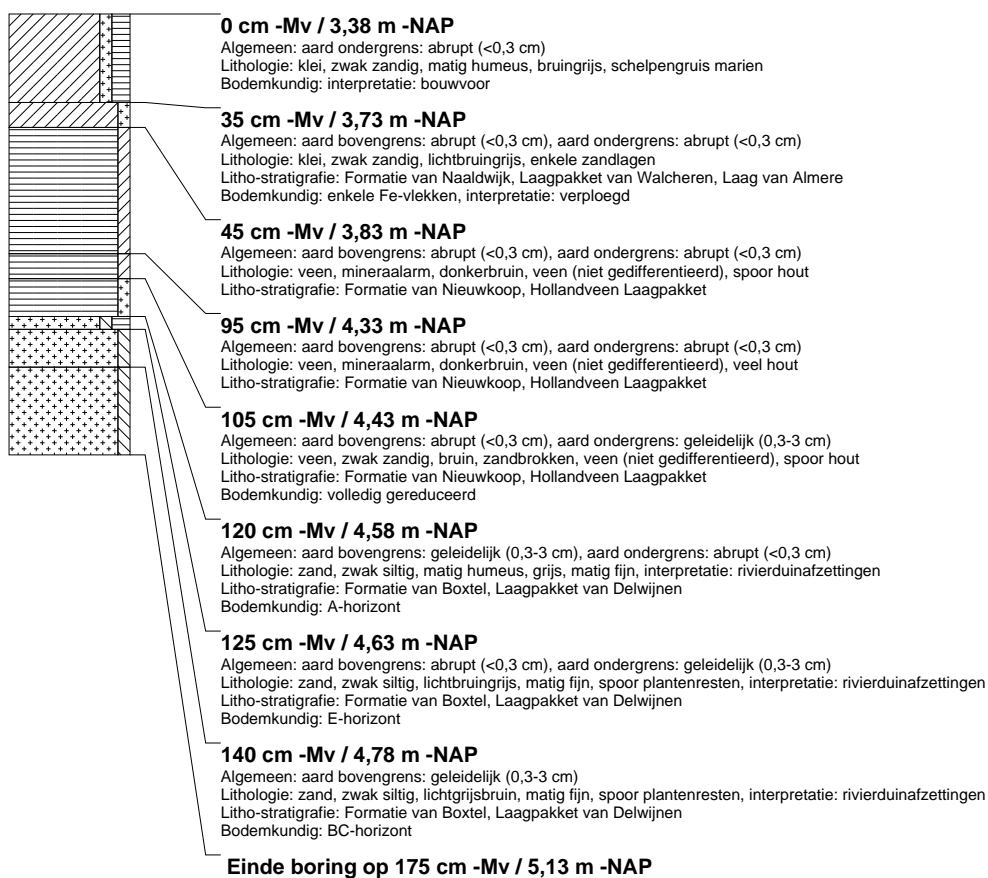 0 cm -Mv / 3,38 m -NAP
Algemeen: aard ondergrens: abrupt (<0,3 cm)
Lithologie: klei, zwak zandig, matig humeus, bruingrijs, schelpengruis marien
Bodemkundig: interpretatie: bouwvoor
35 cm -Mv / 3,73 m -NAP
Algemeen: aard bovengrens: abrupt (<0,3 cm), aard ondergrens: abrupt (<0,3 cm)
Lithologie: klei, zwak zandig, lichtbruingrijs, enkele zandlagen
Litho-stratigrafie: Formatie van Naaldwijk, Laagpakket van Walcheren, Laag van Almere
Bodemkundig: enkele Fe-vlekken, interpretatie: verploegd
45 cm -Mv / 3,83 m -NAP
Algemeen: aard bovengrens: abrupt (<0,3 cm), aard ondergrens: abrupt (<0,3 cm)
Lithologie: veen, mineraalarm, donkerbruin, veen (niet gedifferentieerd), spoor hout
Litho-stratigrafie: Formatie van Nieuwkoop, Hollandveen Laagpakket
95 cm -Mv / 4,33 m -NAP
Algemeen: aard bovengrens: abrupt (<0,3 cm), aard ondergrens: abrupt (<0,3 cm)
Lithologie: veen, mineraalarm, donkerbruin, veen (niet gedifferentieerd), veel hout
Litho-stratigrafie: Formatie van Nieuwkoop, Hollandveen Laagpakket
105 cm -Mv / 4,43 m -NAP
Algemeen: aard bovengrens: abrupt (<0,3 cm), aard ondergrens: geleidelijk (0,3-3 cm)
Lithologie: veen, zwak zandig, bruin, zandbrokken, veen (niet gedifferentieerd), spoor hout
Litho-stratigrafie: Formatie van Nieuwkoop, Hollandveen Laagpakket
Bodemkundig: volledig gereduceerd
120 cm -Mv / 4,58 m -NAP
Algemeen: aard bovengrens: geleidelijk (0,3-3 cm), aard ondergrens: abrupt (<0,3 cm)
Lithologie: zand, zwak siltig, matig humeus, grijs, matig fijn, interpretatie: rivierduinafzettingen
Litho-stratigrafie: Formatie van Boxtel, Laagpakket van Delwijnen
Bodemkundig: A-horizont
125 cm -Mv / 4,63 m -NAP
Algemeen: aard bovengrens: abrupt (<0,3 cm), aard ondergrens: geleidelijk (0,3-3 cm)
Lithologie: zand, zwak siltig, lichtbruingrijs, matig fijn, spoor plantenresten, interpretatie: rivierduinafzettingen
Litho-stratigrafie: Formatie van Boxtel, Laagpakket van Delwijnen
Bodemkundig: E-horizont
140 cm -Mv / 4,78 m -NAP
Algemeen: aard bovengrens: geleidelijk (0,3-3 cm)
Lithologie: zand, zwak siltig, lichtgrijsbruin, matig fijn, spoor plantenresten, interpretatie: rivierduinafzettingen
Litho-stratigrafie: Formatie van Boxtel, Laagpakket van Delwijnen
Bodemkundig: BC-horizont
Einde boring op 175 cm -Mv / 5,13 m -NAP